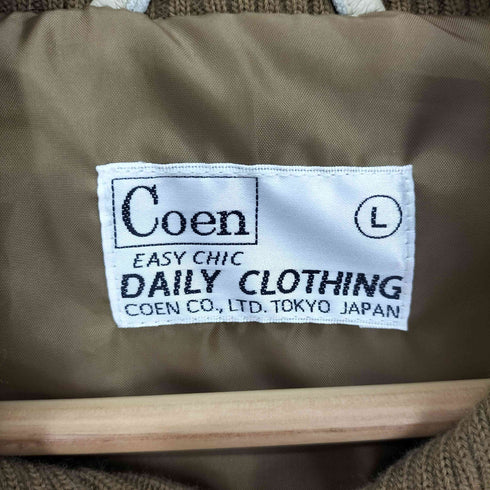 Coen
L
EASY CHIC
DAILY CLOTHING
COEN CO., LTD. TOKYO JAPAN